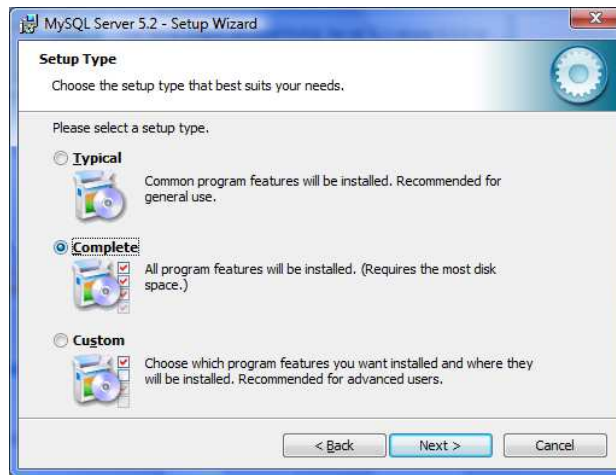 MySQL Server 5.2 - Setup Wizard
Setup Type
Choose the setup type that best suits your needs.
Please select a setup type.
Typical
Common program features will be installed. Recommended for
general use.
Complete
All program features will be installed. (Requires the most disk
space.)
Custom
Choose which program features you want installed and where they
will be installed. Recommended for advanced users.
< Back
Next >
Cancel